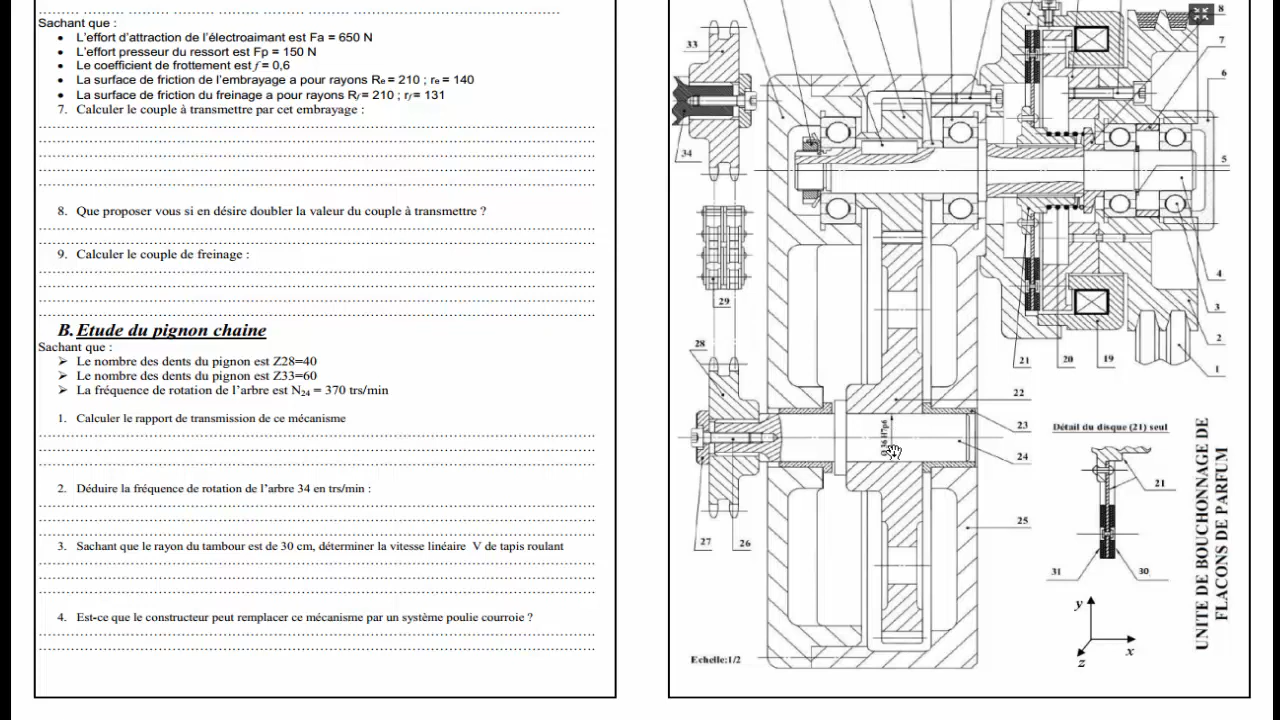 Sachant que :
• L'effort d'attraction de l'électroaimant est Fa = 650 N
• L'effort presseur du ressort est Fp = 150 N
• Le coefficient de frottement est f = 0,6
• La surface de friction de l'embrayage a pour rayons Re = 210 ; re = 140
• La surface de friction du freinage a pour rayons Rf = 210 ; rf = 131
7. Calculer le couple à transmettre par cet embrayage :
8. Que proposer vous si en désire doubler la valeur du couple à transmettre ?
9. Calculer le couple de freinage :
B. Etude du pignon chaine
Sachant que :
➢ Le nombre des dents du pignon est Z28=40
➢ Le nombre des dents du pignon est Z33=60
➢ La fréquence de rotation de l'arbre est N24 = 370 trs/min
1. Calculer le rapport de transmission de ce mécanisme
2. Déduire la fréquence de rotation de l'arbre 34 en trs/min :
3. Sachant que le rayon du tambour est de 30 cm, déterminer la vitesse linéaire V de tapis roulant
4. Est-ce que le constructeur peut remplacer ce mécanisme par un système poulie courroie ?
33
34
29
28
27
26
8
7
6
5
4
3
2
1
21
20
19
22
23
24
25
Détail du disque (21) seul
21
31
30
y
x
z
Echelle:1/2
UNITE DE BOUCHONNAGE DE
FLACONS DE PARFUM